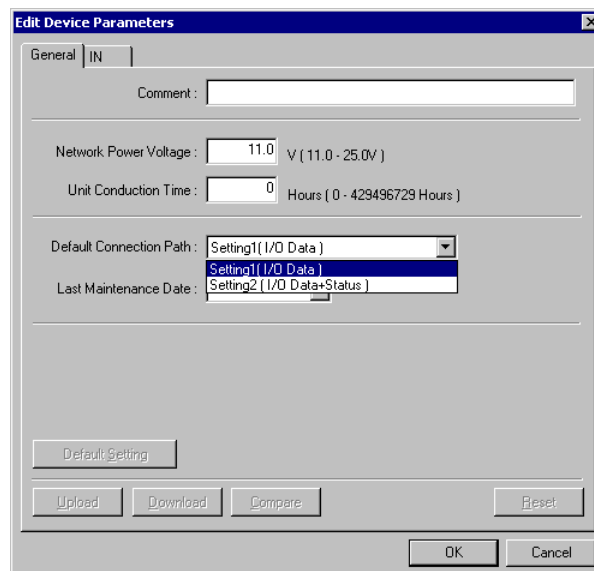 Edit Device Parameters
General IN
Comment :
Network Power Voltage : 11.0 V ( 11.0 - 25.0V )
Unit Conduction Time : 0 Hours ( 0 - 429496729 Hours )
Default Connection Path : Setting1( I/O Data )
Setting1( I/O Data )
Setting2 ( I/O Data+Status )
Last Maintenance Date :
Default Setting
Upload Download Compare Reset
OK Cancel